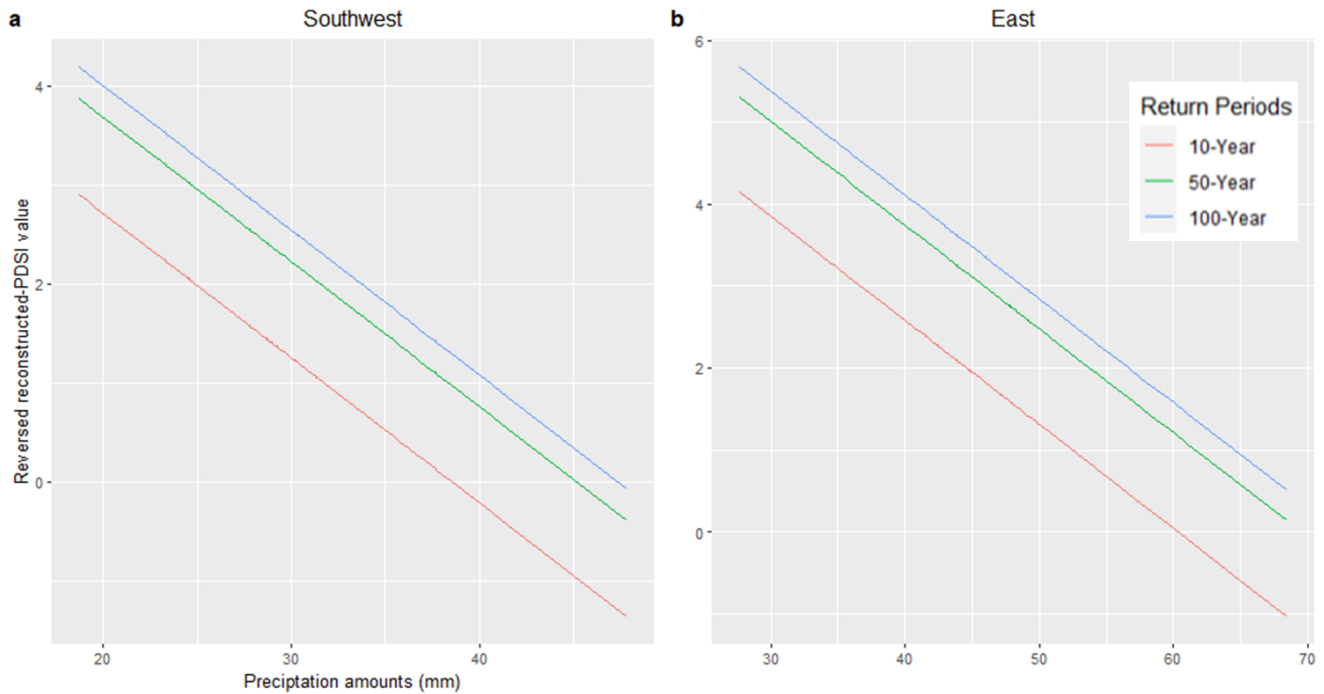 a
Southwest
b
East
Reversed reconstructed-PDSI value
4
2
0
20
30
40
Preciptation amounts (mm)
6
4
2
0
30
40
50
60
70
Return Periods
10-Year
50-Year
100-Year